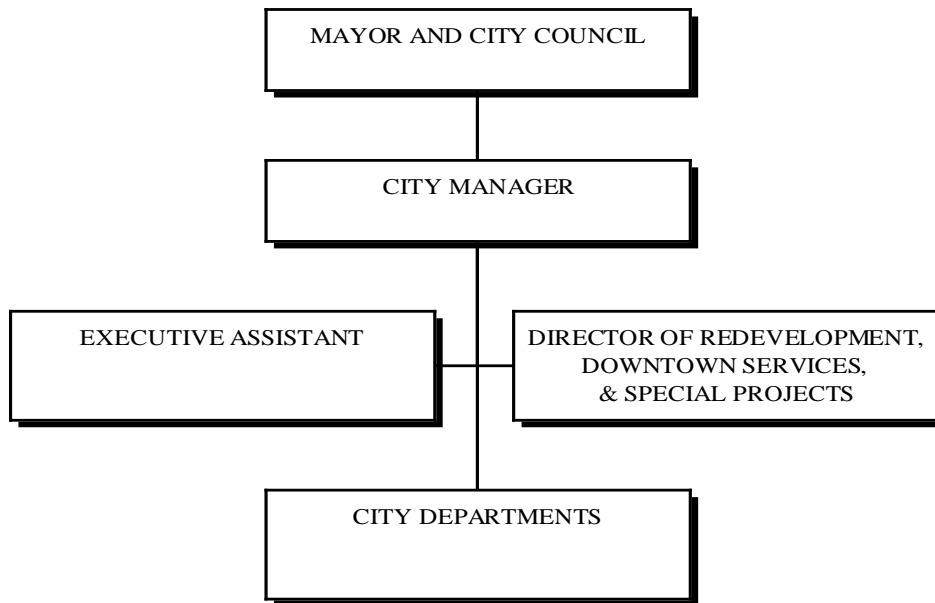 MAYOR AND CITY COUNCIL
CITY MANAGER
EXECUTIVE ASSISTANT
DIRECTOR OF REDEVELOPMENT,
DOWNTOWN SERVICES,
& SPECIAL PROJECTS
CITY DEPARTMENTS